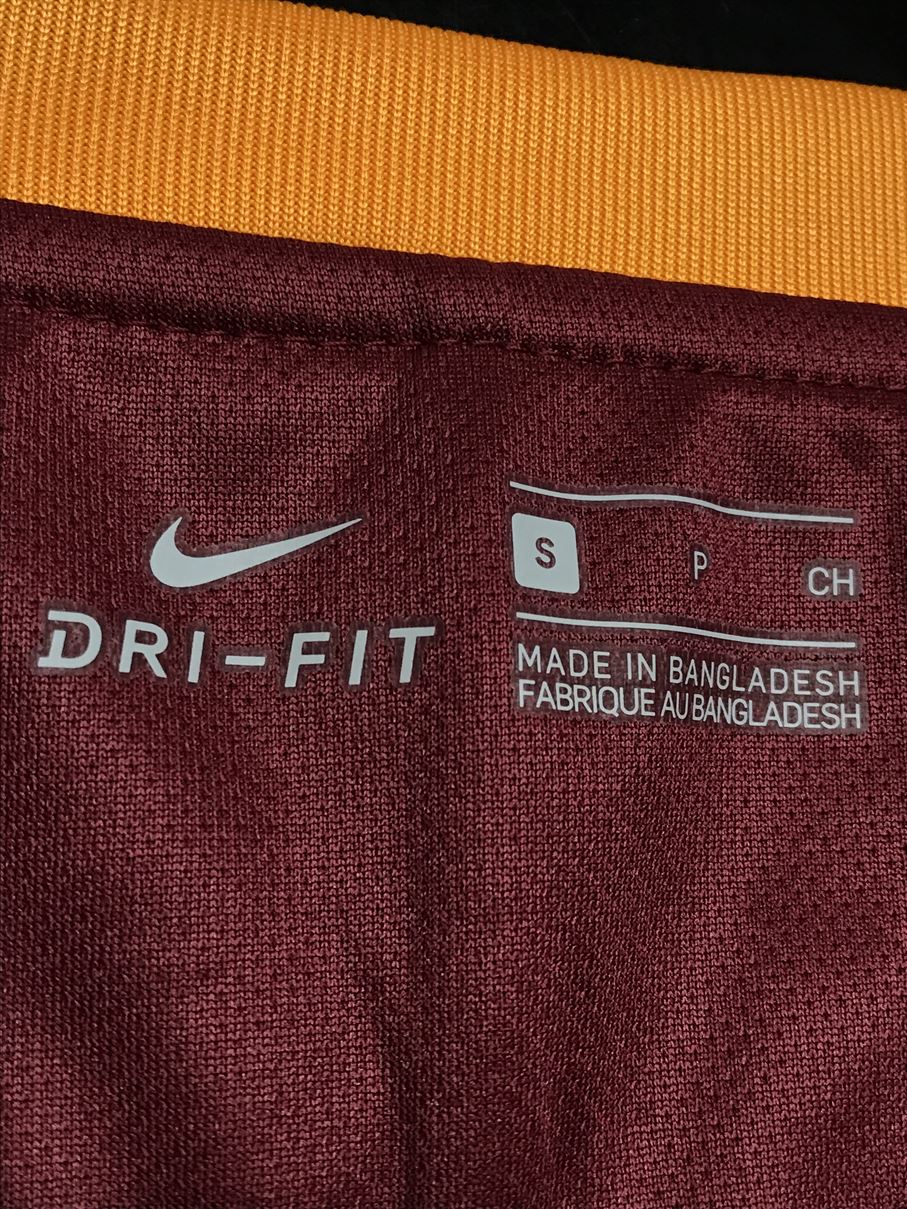 DRI-FIT
S P CH
MADE IN BANGLADESH
FABRIQUE AU BANGLADESH